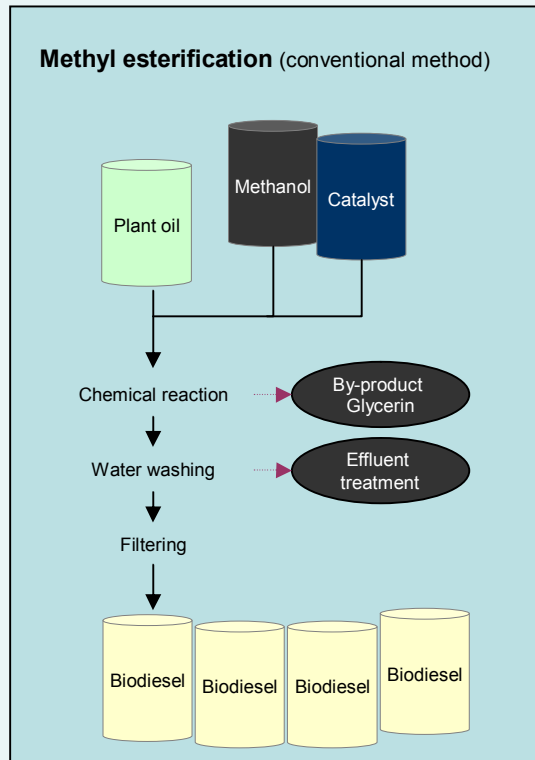 Methyl esterification (conventional method)
Methanol
Catalyst
Plant oil
Chemical reaction
By-product
Glycerin
Water washing
Effluent
treatment
Filtering
Biodiesel
Biodiesel
Biodiesel
Biodiesel